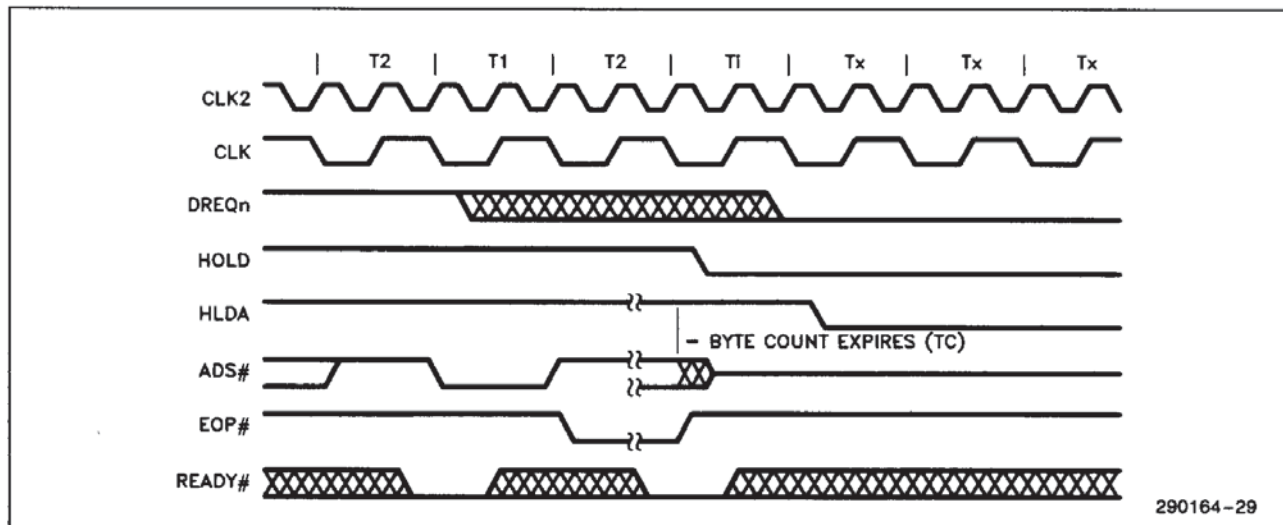 T2 T1 T2 Ti Tx Tx Tx
CLK2
CLK
DREQn
HOLD
HLDA
- BYTE COUNT EXPIRES (TC)
ADS#
EOP#
READY#
290164-29